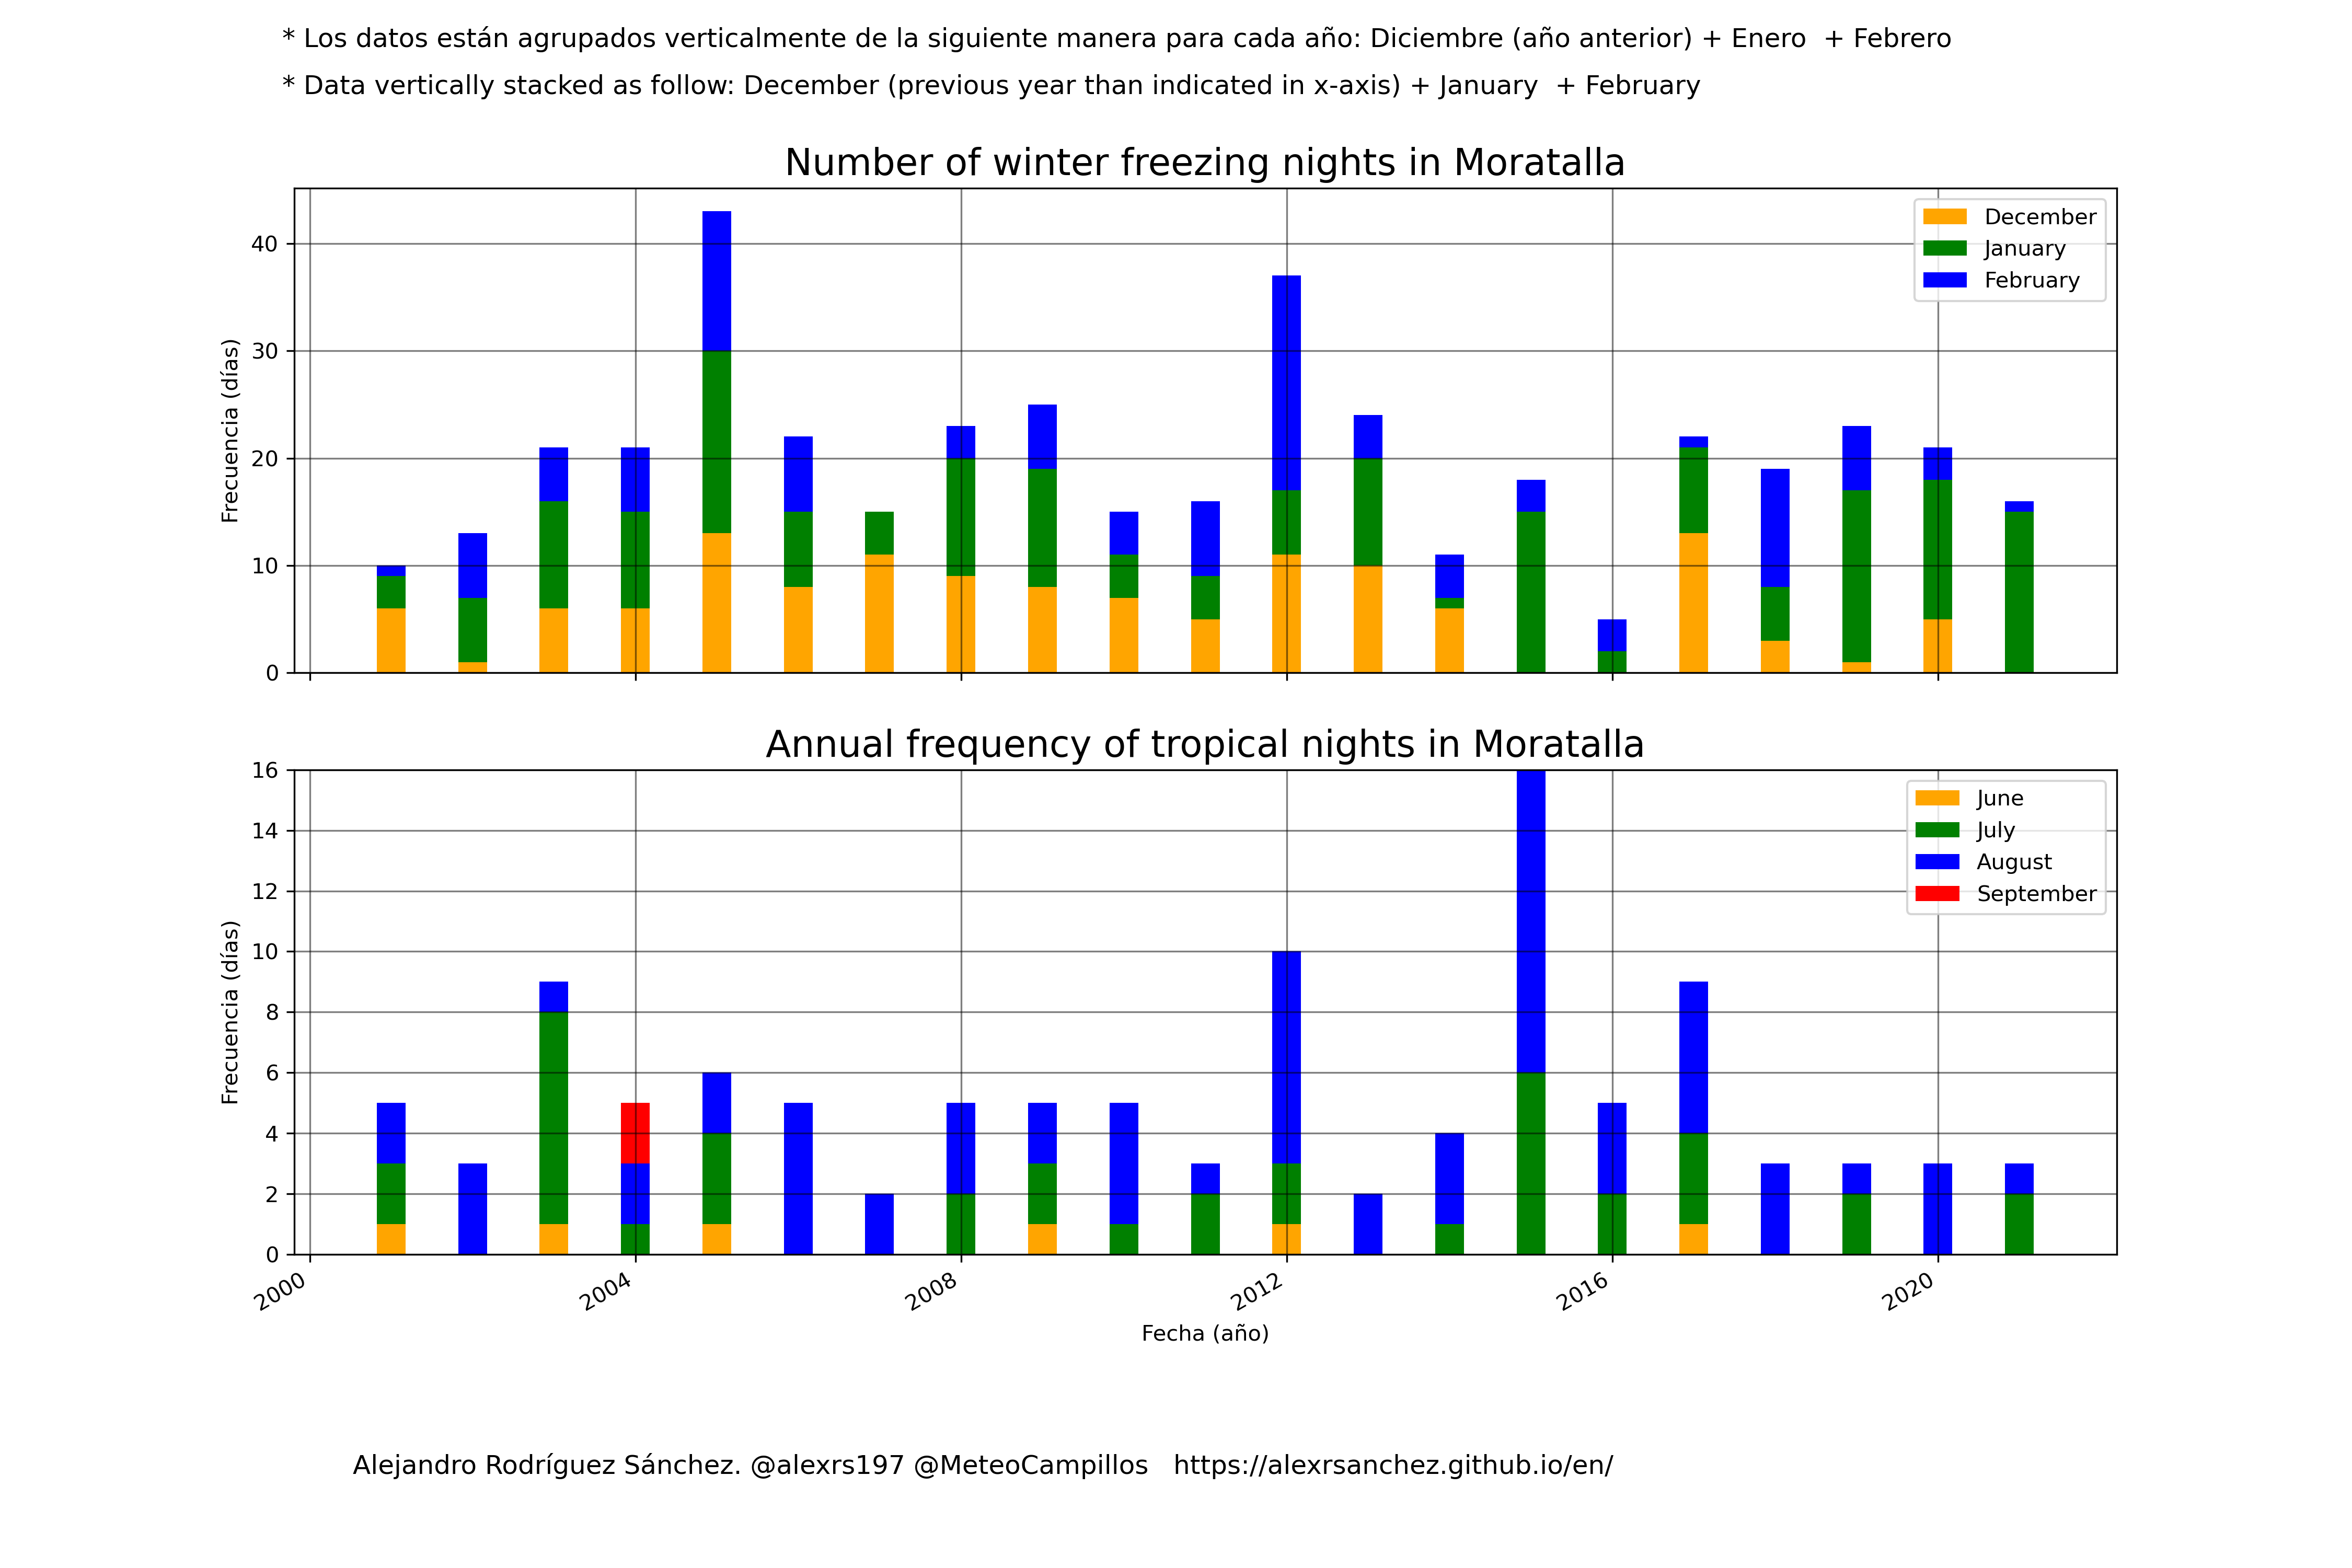 * Los datos están agrupados verticalmente de la siguiente manera para cada año: Diciembre (año anterior) + Enero  + Febrero
* Data vertically stacked as follow: December (previous year than indicated in x-axis) + January  + February
Number of winter freezing nights in Moratalla
Frecuencia (días)
40
30
20
10
0
December
January
February
Annual frequency of tropical nights in Moratalla
Frecuencia (días)
16
14
12
10
8
6
4
2
0
June
July
August
September
2000
2004
2008
2012
2016
2020
Fecha (año)
Alejandro Rodríguez Sánchez. @alexrs197 @MeteoCampillos   https://alexrsanchez.github.io/en/